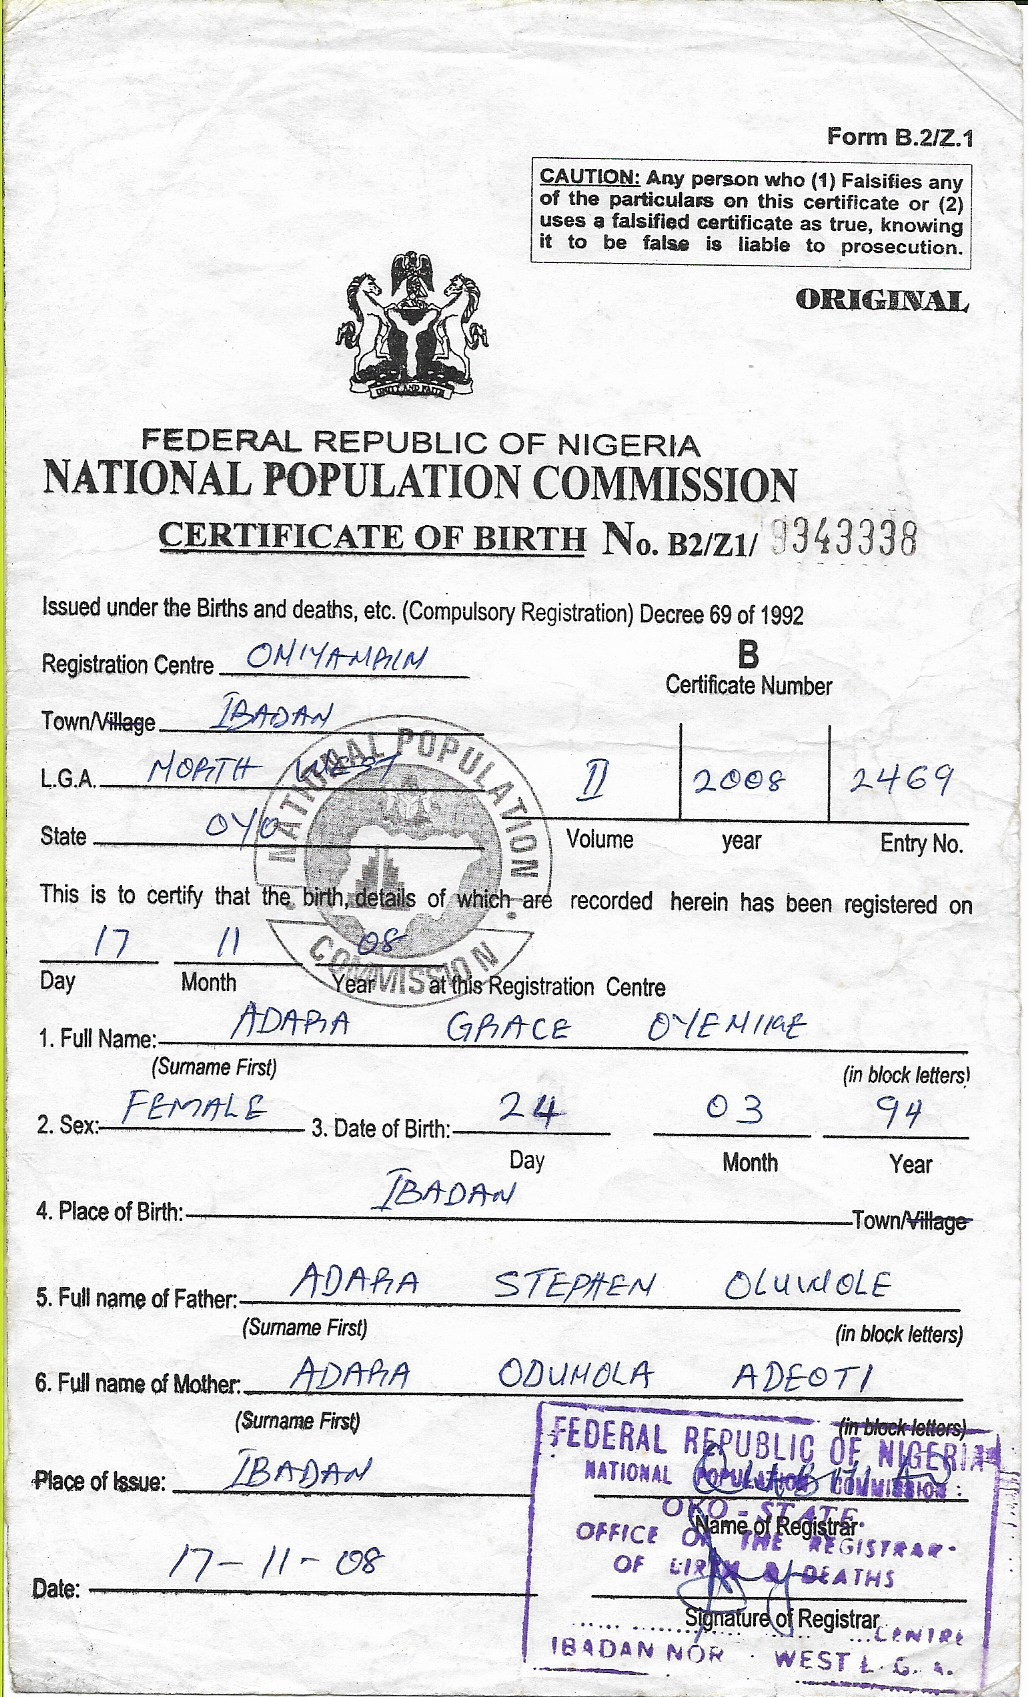 Form B.2/Z.1
CAUTION: Any person who (1) Falsifies any
of the particulars on this certificate or (2)
uses a falsified certificate as true, knowing
it to be false is liable to prosecution.
ORIGINAL
UNITY AND FAITH
FEDERAL REPUBLIC OF NIGERIA
NATIONAL POPULATION COMMISSION
CERTIFICATE OF BIRTH No. B2/Z1/ 9343338
Issued under the Births and deaths, etc. (Compulsory Registration) Decree 69 of 1992
Registration Centre ONIYANRIN
B
Certificate Number
Town/Village IBADAN
L.G.A. NORTH WEST
II 2008 2469
State OYO
Volume year Entry No.
NATIONAL POPULATION COMMISSION
This is to certify that the birth, details of which are recorded herein has been registered on
17 11 08
Day Month Year at this Registration Centre
1. Full Name: ADARA GRACE OYENIKE
(Surname First) (in block letters)
2. Sex: FEMALE 3. Date of Birth: 24 03 94
Day Month Year
4. Place of Birth: IBADAN Town/Village
5. Full name of Father: ADARA STEPHEN OLUWOLE
(Surname First) (in block letters)
6. Full name of Mother: ADARA ODUNOLA ADEOTI
(Surname First) (in block letters)
FEDERAL REPUBLIC OF NIGERIA
NATIONAL POPULATION COMMISSION
Place of Issue: IBADAN
OYO - STATE
Name of Registrar
OFFICE OF THE REGISTRAR
OF BIRTH & DEATHS
Date: 17-11-08
Signature of Registrar
CENTRE
IBADAN NOR WEST L.G.A.